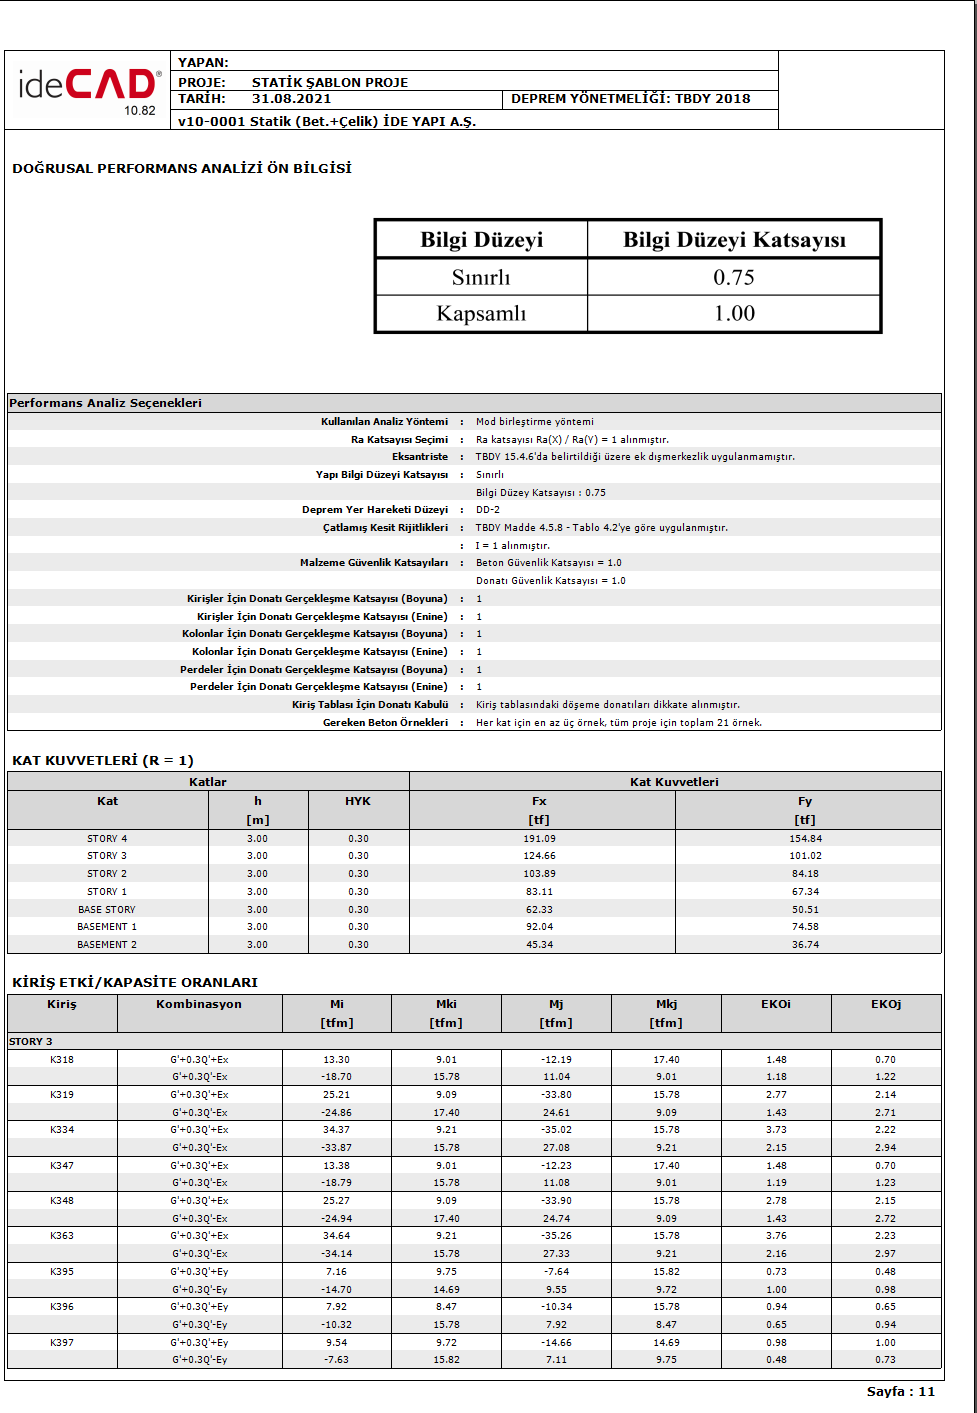 ideCAD®
10.82
YAPAN:
PROJE: STATİK ŞABLON PROJE
TARİH: 31.08.2021 DEPREM YÖNETMELİĞİ: TBDY 2018
v10-0001 Statik (Bet.+Çelik) İDE YAPI A.Ş.
DOĞRUSAL PERFORMANS ANALİZİ ÖN BİLGİSİ
Bilgi Düzeyi Bilgi Düzeyi Katsayısı
Sınırlı 0.75
Kapsamlı 1.00
Performans Analiz Seçenekleri
Kullanılan Analiz Yöntemi : Mod birleştirme yöntemi
Ra Katsayısı Seçimi : Ra katsayısı Ra(X) / Ra(Y) = 1 alınmıştır.
Eksantriste : TBDY 15.4.6'da belirtildiği üzere ek dışmerkezlik uygulanmamıştır.
Yapı Bilgi Düzeyi Katsayısı : Sınırlı
Bilgi Düzey Katsayısı : 0.75
Deprem Yer Hareketi Düzeyi : DD-2
Çatlamış Kesit Rijitlikleri : TBDY Madde 4.5.8 - Tablo 4.2'ye göre uygulanmıştır.
: I = 1 alınmıştır.
Malzeme Güvenlik Katsayıları : Beton Güvenlik Katsayısı = 1.0
Donatı Güvenlik Katsayısı = 1.0
Kirişler İçin Donatı Gerçekleşme Katsayısı (Boyuna) : 1
Kirişler İçin Donatı Gerçekleşme Katsayısı (Enine) : 1
Kolonlar İçin Donatı Gerçekleşme Katsayısı (Boyuna) : 1
Kolonlar İçin Donatı Gerçekleşme Katsayısı (Enine) : 1
Perdeler İçin Donatı Gerçekleşme Katsayısı (Boyuna) : 1
Perdeler İçin Donatı Gerçekleşme Katsayısı (Enine) : 1
Kiriş Tablası İçin Donatı Kabulü : Kiriş tablasındaki döşeme donatıları dikkate alınmıştır.
Gereken Beton Örnekleri : Her kat için en az üç örnek, tüm proje için toplam 21 örnek.
KAT KUVVETLERİ (R = 1)
Katlar Kat Kuvvetleri
Kat h HYK Fx Fy
[m] [tf] [tf]
STORY 4 3.00 0.30 191.09 154.84
STORY 3 3.00 0.30 124.66 101.02
STORY 2 3.00 0.30 103.89 84.18
STORY 1 3.00 0.30 83.11 67.34
BASE STORY 3.00 0.30 62.33 50.51
BASEMENT 1 3.00 0.30 92.04 74.58
BASEMENT 2 3.00 0.30 45.34 36.74
KİRİŞ ETKİ/KAPASİTE ORANLARI
Kiriş Kombinasyon Mi Mki Mj Mkj EKOi EKOj
[tfm] [tfm] [tfm] [tfm]
STORY 3
K318 G'+0.3Q'+Ex 13.30 9.01 -12.19 17.40 1.48 0.70
G'+0.3Q'-Ex -18.70 15.78 11.04 9.01 1.18 1.22
K319 G'+0.3Q'+Ex 25.21 9.09 -33.80 15.78 2.77 2.14
G'+0.3Q'-Ex -24.86 17.40 24.61 9.09 1.43 2.71
K334 G'+0.3Q'+Ex 34.37 9.21 -35.02 15.78 3.73 2.22
G'+0.3Q'-Ex -33.87 15.78 27.08 9.21 2.15 2.94
K347 G'+0.3Q'+Ex 13.38 9.01 -12.23 17.40 1.48 0.70
G'+0.3Q'-Ex -18.79 15.78 11.08 9.01 1.19 1.23
K348 G'+0.3Q'+Ex 25.27 9.09 -33.90 15.78 2.78 2.15
G'+0.3Q'-Ex -24.94 17.40 24.74 9.09 1.43 2.72
K363 G'+0.3Q'+Ex 34.64 9.21 -35.26 15.78 3.76 2.23
G'+0.3Q'-Ex -34.14 15.78 27.33 9.21 2.16 2.97
K395 G'+0.3Q'+Ey 7.16 9.75 -7.64 15.82 0.73 0.48
G'+0.3Q'-Ey -14.70 14.69 9.55 9.72 1.00 0.98
K396 G'+0.3Q'+Ey 7.92 8.47 -10.34 15.78 0.94 0.65
G'+0.3Q'-Ey -10.32 15.78 7.92 8.47 0.65 0.94
K397 G'+0.3Q'+Ey 9.54 9.72 -14.66 14.69 0.98 1.00
G'+0.3Q'-Ey -7.63 15.82 7.11 9.75 0.48 0.73
Sayfa : 11